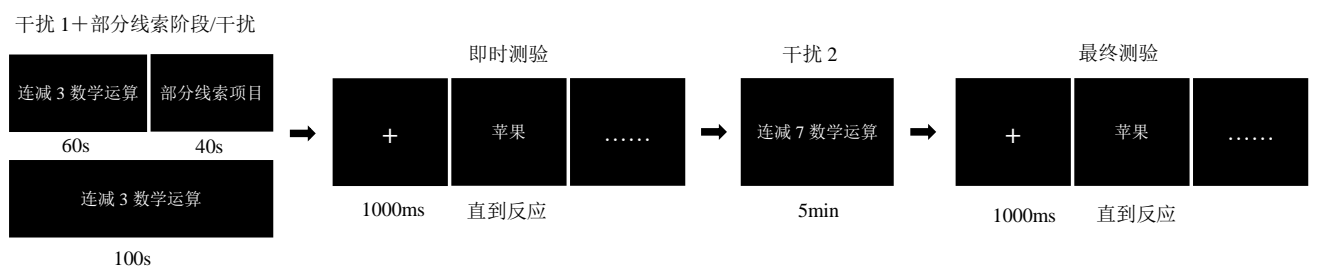 干扰 1＋部分线索阶段/干扰
连减 3 数学运算
部分线索项目
60s
40s
连减 3 数学运算
100s
即时测验
+
苹果
……
1000ms
直到反应
干扰 2
连减 7 数学运算
5min
最终测验
+
苹果
……
1000ms
直到反应